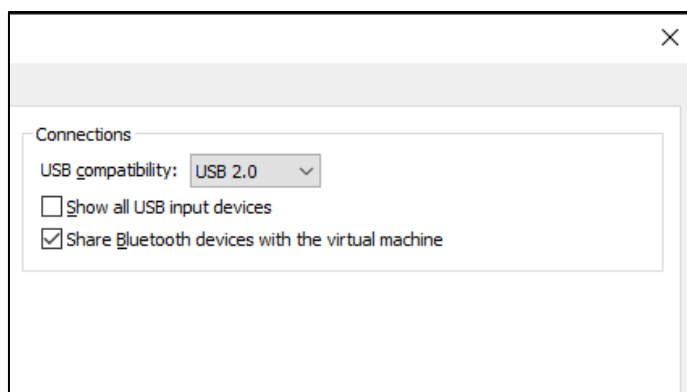 Connections
USB compatibility: USB 2.0
Show all USB input devices
Share Bluetooth devices with the virtual machine